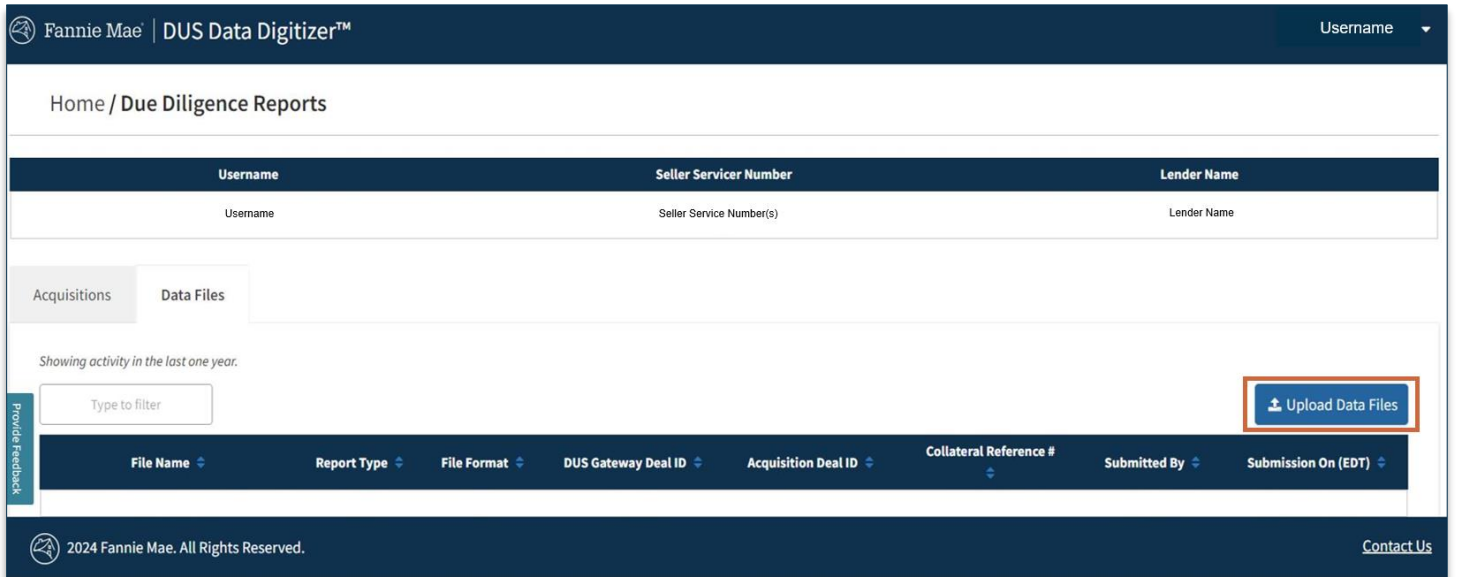 Fannie Mae® | DUS Data Digitizer™
Username
Home / Due Diligence Reports
Username Seller Servicer Number Lender Name
Username Seller Service Number(s) Lender Name
Acquisitions Data Files
Showing activity in the last one year.
Type to filter
Upload Data Files
Provide Feedback
File Name Report Type File Format DUS Gateway Deal ID Acquisition Deal ID Collateral Reference # Submitted By Submission On (EDT)
2024 Fannie Mae. All Rights Reserved.
Contact Us